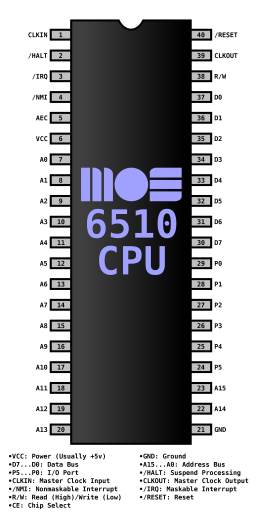 CLKIN 1 40 /RESET
/HALT 2 39 CLKOUT
/IRQ 3 38 R/W
/NMI 4 37 D0
AEC 5 36 D1
VCC 6 35 D2
A0 7 34 D3
A1 8 33 D4
A2 9 32 D5
A3 10 31 D6
A4 11 30 D7
A5 12 29 P0
A6 13 28 P1
A7 14 27 P2
A8 15 26 P3
A9 16 25 P4
A10 17 24 P5
A11 18 23 A15
A12 19 22 A14
A13 20 21 GND
mos
6510
CPU
•VCC: Power (Usually +5v)
•D7...D0: Data Bus
•P5...P0: I/O Port
•CLKIN: Master Clock Input
•/NMI: Nonmaskable Interrupt
•R/W: Read (High)/Write (Low)
•CE: Chip Select
•GND: Ground
•A15...A0: Address Bus
•/HALT: Suspend Processing
•CLKOUT: Master Clock Output
•/IRQ: Maskable Interrupt
•/RESET: Reset